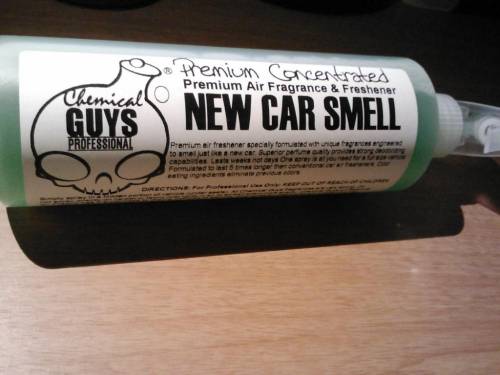 Premium Concentrated
Chemical
GUYS
PROFESSIONAL
®
Premium Air Fragrance & Freshener
NEW CAR SMELL
Premium air freshener specially formulated with unique fragrances engineered
to smell just like a new car. Superior perfume quality provides strong deodorizing
capabilities. Lasts weeks not days One spray is all you need for a full size vehicle
Formulated to last 5 times longer then conventional car air fresheners. Odor
eating ingredients eliminate previous odors.
DIRECTIONS: For Professional Use Only. KEEP OUT OF REACH OF CHILDREN